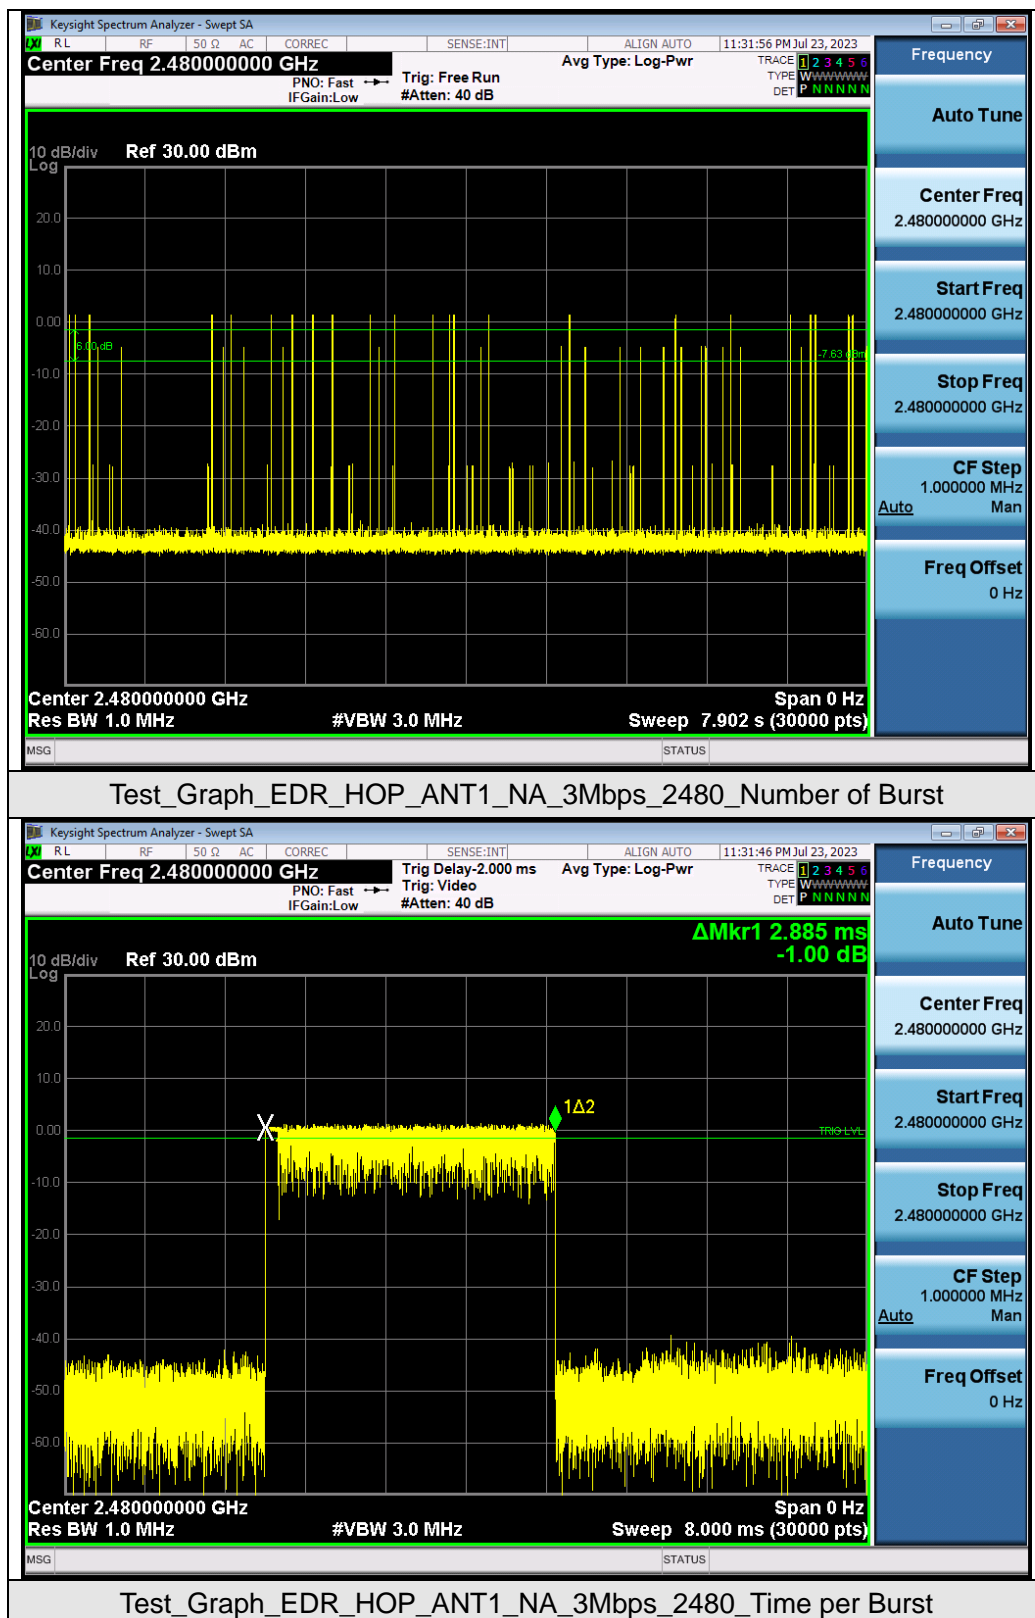 Keysight Spectrum Analyzer - Swept SA
LXI RL RF 50 Ω AC CORREC SENSE:INT ALIGN AUTO 11:31:56 PM Jul 23, 2023
Center Freq 2.480000000 GHz
PNO: Fast
IFGain:Low
Trig: Free Run
#Atten: 40 dB
Avg Type: Log-Pwr
TRACE 1 2 3 4 5 6
TYPE WWWWWW
DET P N N N N N
10 dB/div
Log
Ref 30.00 dBm
20.0
10.0
0.00
6.00 dB
-7.63 dBm
-10.0
-20.0
-30.0
-40.0
-50.0
-60.0
Center 2.480000000 GHz
Span 0 Hz
Res BW 1.0 MHz
#VBW 3.0 MHz
Sweep 7.902 s (30000 pts)
MSG
STATUS
Frequency
Auto Tune
Center Freq
2.480000000 GHz
Start Freq
2.480000000 GHz
Stop Freq
2.480000000 GHz
CF Step
1.000000 MHz
Auto Man
Freq Offset
0 Hz
Test_Graph_EDR_HOP_ANT1_NA_3Mbps_2480_Number of Burst
Keysight Spectrum Analyzer - Swept SA
LXI RL RF 50 Ω AC CORREC SENSE:INT ALIGN AUTO 11:31:46 PM Jul 23, 2023
Center Freq 2.480000000 GHz
PNO: Fast
IFGain:Low
Trig Delay-2.000 ms
Trig: Video
#Atten: 40 dB
Avg Type: Log-Pwr
TRACE 1 2 3 4 5 6
TYPE WWWWWW
DET P N N N N N
ΔMkr1 2.885 ms
-1.00 dB
10 dB/div
Log
Ref 30.00 dBm
20.0
10.0
1Δ2
0.00
TRIG LVL
-10.0
-20.0
-30.0
-40.0
-50.0
-60.0
Center 2.480000000 GHz
Span 0 Hz
Res BW 1.0 MHz
#VBW 3.0 MHz
Sweep 8.000 ms (30000 pts)
MSG
STATUS
Frequency
Auto Tune
Center Freq
2.480000000 GHz
Start Freq
2.480000000 GHz
Stop Freq
2.480000000 GHz
CF Step
1.000000 MHz
Auto Man
Freq Offset
0 Hz
Test_Graph_EDR_HOP_ANT1_NA_3Mbps_2480_Time per Burst